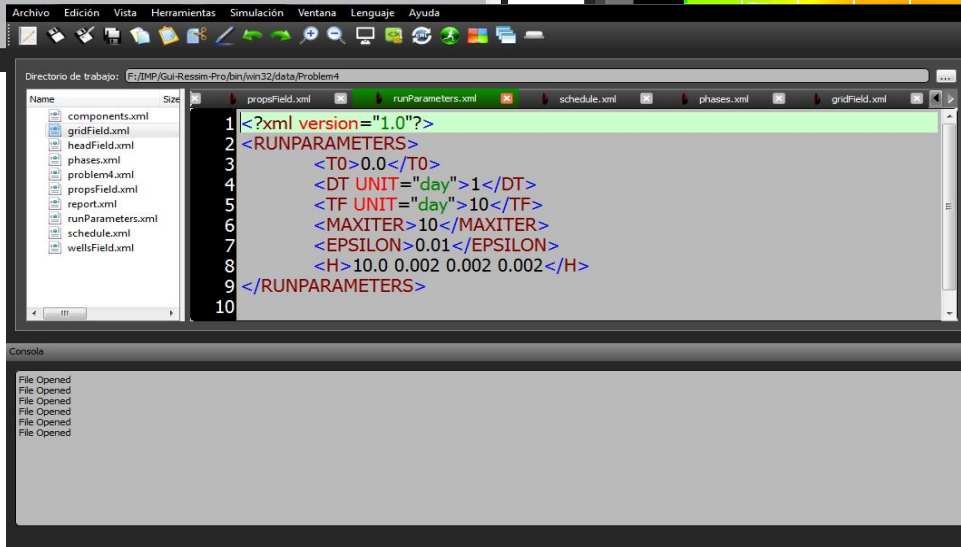 Archivo Edición Vista Herramientas Simulación Ventana Lenguaje Ayuda
Directorio de trabajo: F:/IMP/Gui-Ressim-Pro/bin/win32/data/Problem4 ...
Name Size
components.xml
gridField.xml
headField.xml
phases.xml
problem4.xml
propsField.xml
report.xml
runParameters.xml
schedule.xml
wellsField.xml
propsField.xml runParameters.xml schedule.xml phases.xml gridField.xml
1 <?xml version="1.0"?>
2 <RUNPARAMETERS>
3 <T0>0.0</T0>
4 <DT UNIT="day">1</DT>
5 <TF UNIT="day">10</TF>
6 <MAXITER>10</MAXITER>
7 <EPSILON>0.01</EPSILON>
8 <H>10.0 0.002 0.002 0.002</H>
9 </RUNPARAMETERS>
10
Consola
File Opened
File Opened
File Opened
File Opened
File Opened
File Opened